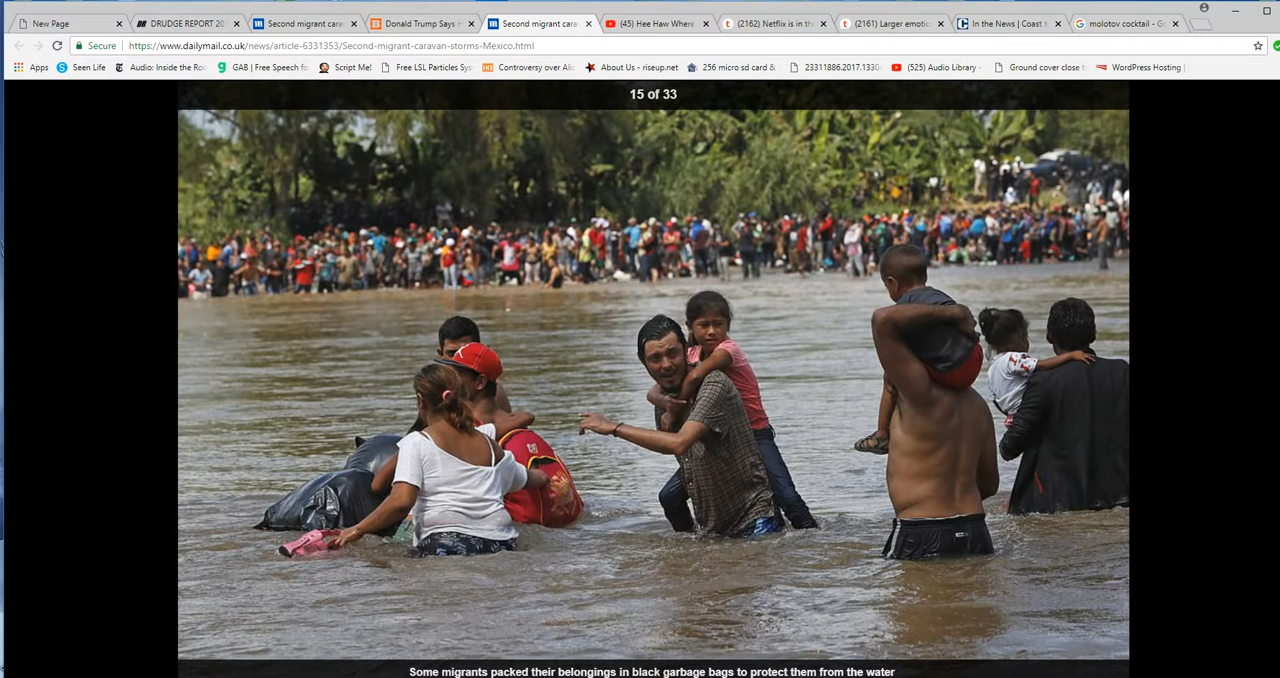 New Page
DRUDGE REPORT 20
Second migrant cara
Donald Trump Says H
Second migrant cara
(45) Hee Haw Where
(2162) Netflix is in th
(2161) Larger emotic
In the News | Coast t
molotov cocktail - Go
Secure
https://www.dailymail.co.uk/news/article-6331353/Second-migrant-caravan-storms-Mexico.html
Apps
Seen Life
Audio: Inside the Roc
GAB | Free Speech fo
Script Me!
Free LSL Particles Sys
Controversy over Alic
About Us - riseup.net
256 micro sd card &
23311886.2017.1330
(525) Audio Library -
Ground cover close t
WordPress Hosting |
15 of 33
Some migrants packed their belongings in black garbage bags to protect them from the water